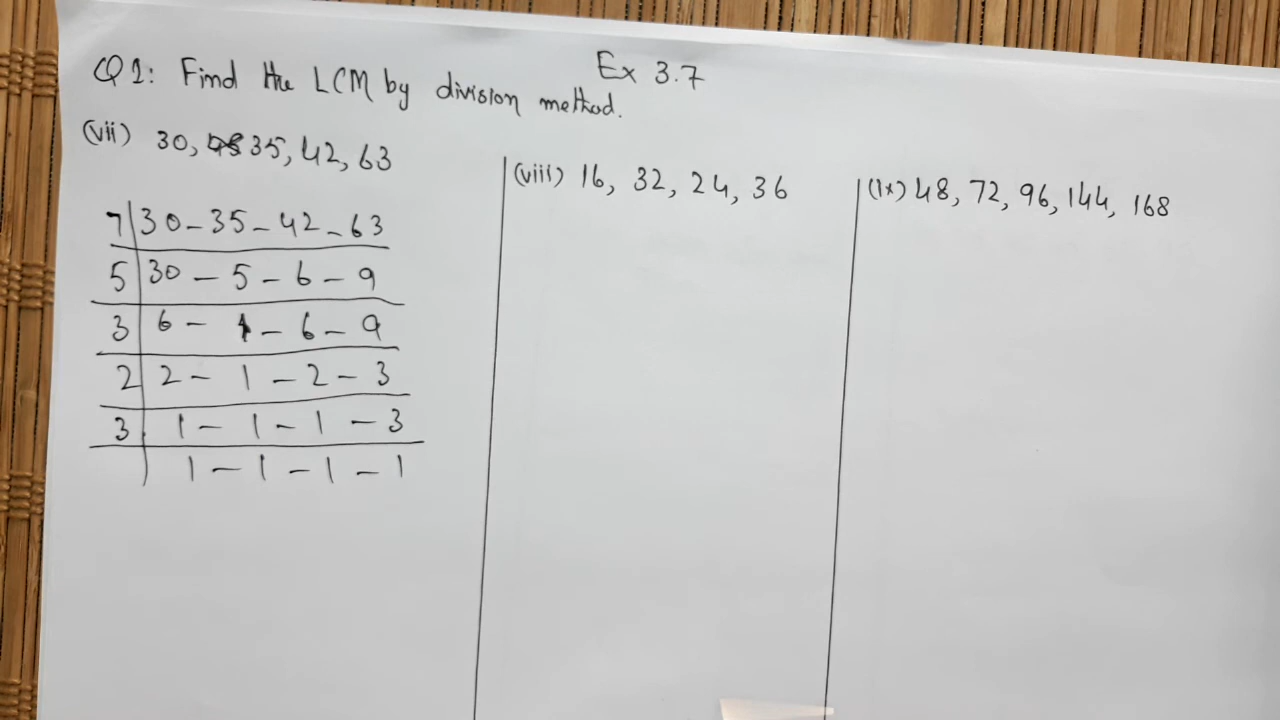 Ex 3.7
Q1: Find the LCM by division method.
(vii) 30, 35, 42, 63
7 | 30 - 35 - 42 - 63
5 | 30 - 5 - 6 - 9
3 | 6 - 1 - 6 - 9
2 | 2 - 1 - 2 - 3
3 | 1 - 1 - 1 - 3
| 1 - 1 - 1 - 1
(viii) 16, 32, 24, 36
(ix) 48, 72, 96, 144, 168